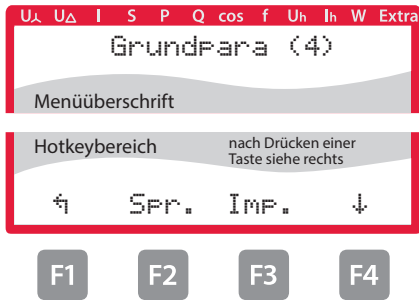 U⅄ U△ I S P Q cos f Uh Ih W Extra
Grundpara (4)
Menüüberschrift
Hotkeybereich nach Drücken einer
Taste siehe rechts
↰ Spr. Imp. ↓
F1 F2 F3 F4